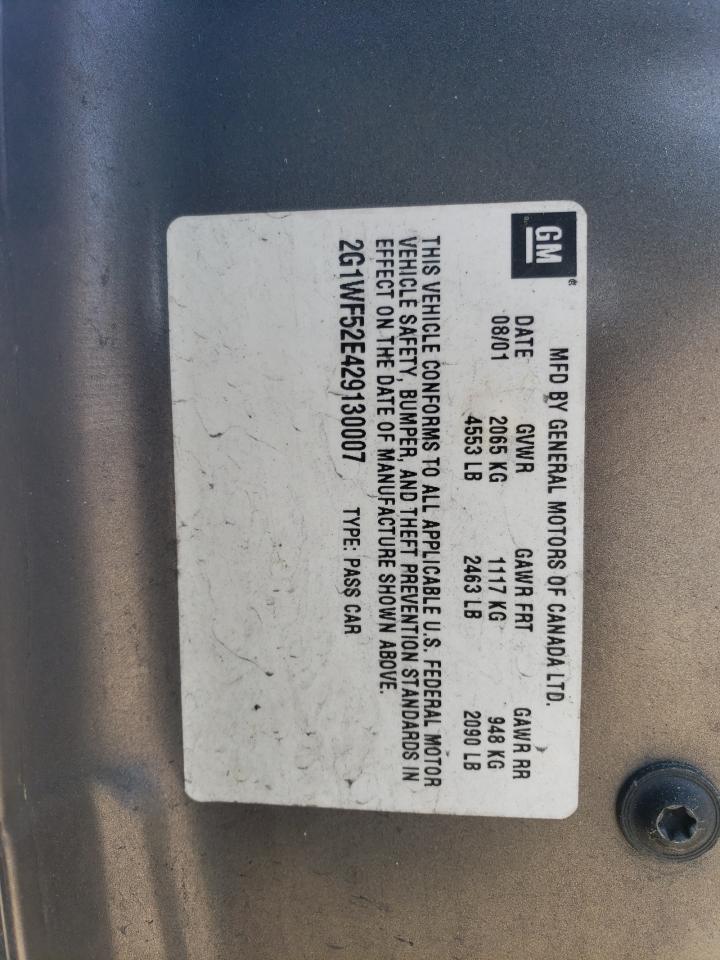 GM
MFD BY GENERAL MOTORS OF CANADA LTD.
DATE GVWR GAWR FRT GAWR RR
08/01 2065 KG 1117 KG 948 KG
4553 LB 2463 LB 2090 LB
THIS VEHICLE CONFORMS TO ALL APPLICABLE U.S. FEDERAL MOTOR
VEHICLE SAFETY, BUMPER, AND THEFT PREVENTION STANDARDS IN
EFFECT ON THE DATE OF MANUFACTURE SHOWN ABOVE.
2G1WF52E429130007 TYPE: PASS CAR